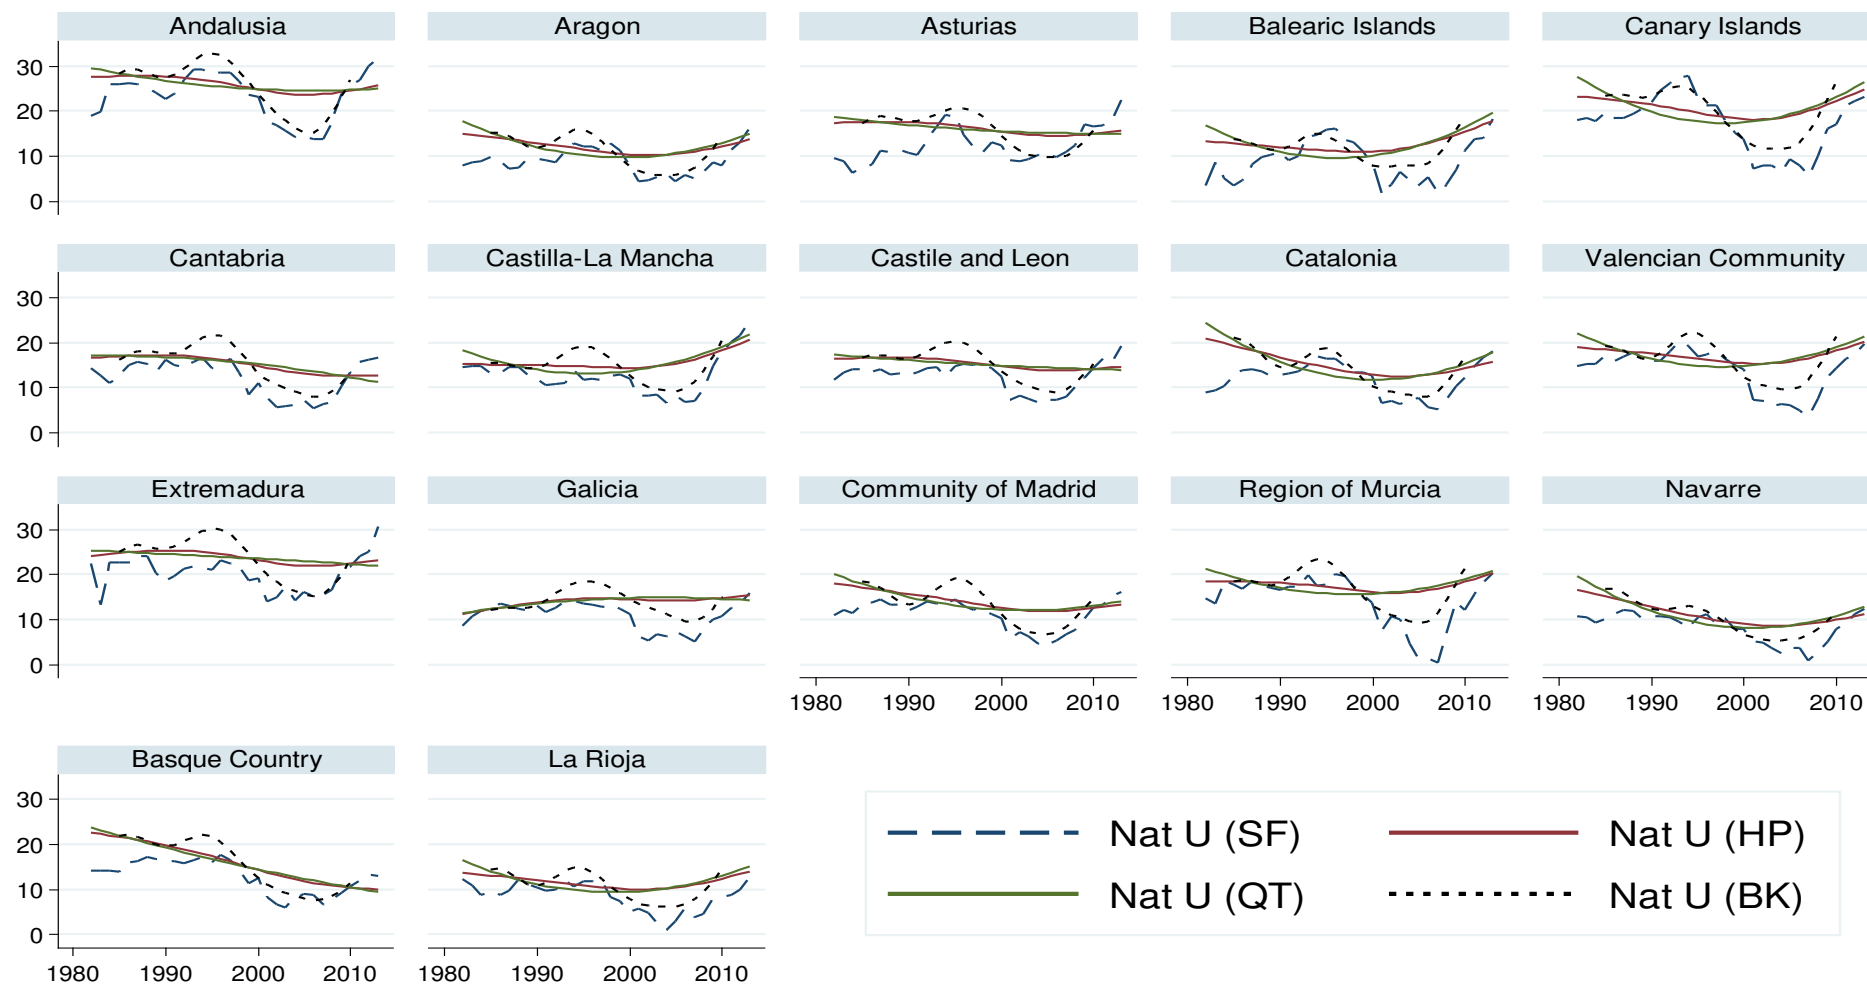 Andalusia Aragon Asturias Balearic Islands Canary Islands
30
20
10
0
Cantabria Castilla-La Mancha Castile and Leon Catalonia Valencian Community
30
20
10
0
Extremadura Galicia Community of Madrid Region of Murcia Navarre
30
20
10
0
1980 1990 2000 2010 1980 1990 2000 2010 1980 1990 2000 2010
Basque Country La Rioja
30
20
10
0
1980 1990 2000 2010 1980 1990 2000 2010
Nat U (SF) Nat U (HP)
Nat U (QT) Nat U (BK)